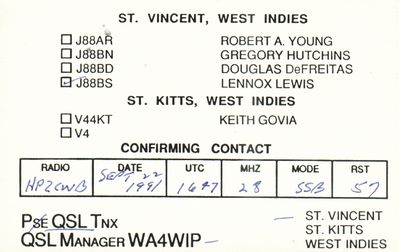 ST. VINCENT, WEST INDIES
J88AR ROBERT A. YOUNG
J88BN GREGORY HUTCHINS
J88BD DOUGLAS DeFREITAS
J88BS LENNOX LEWIS
ST. KITTS, WEST INDIES
V44KT KEITH GOVIA
V4
CONFIRMING CONTACT
RADIO DATE UTC MHZ MODE RST
HP2CWB SEPT 22 1991 1647 28 SSB 57
PSE QSL TNX
QSL MANAGER WA4WIP
ST. VINCENT
ST. KITTS
WEST INDIES